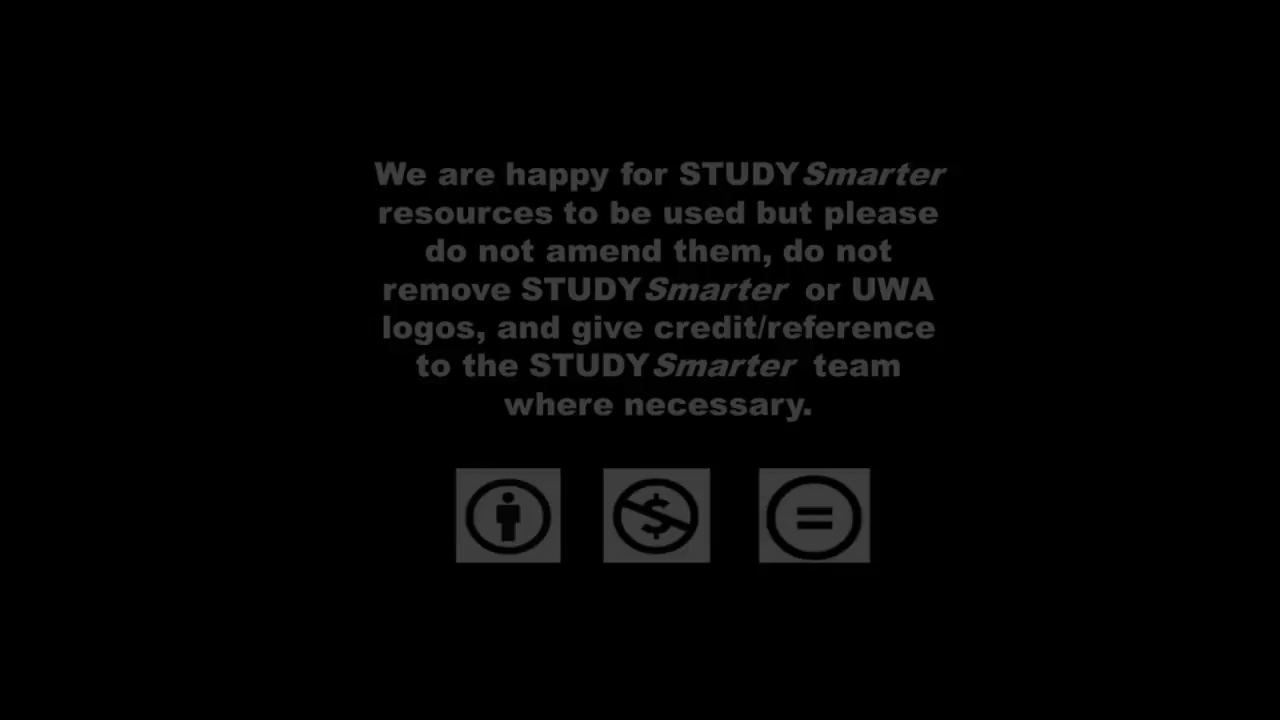 We are happy for STUDYSmarter
resources to be used but please
do not amend them, do not
remove STUDYSmarter or UWA
logos, and give credit/reference
to the STUDYSmarter team
where necessary.